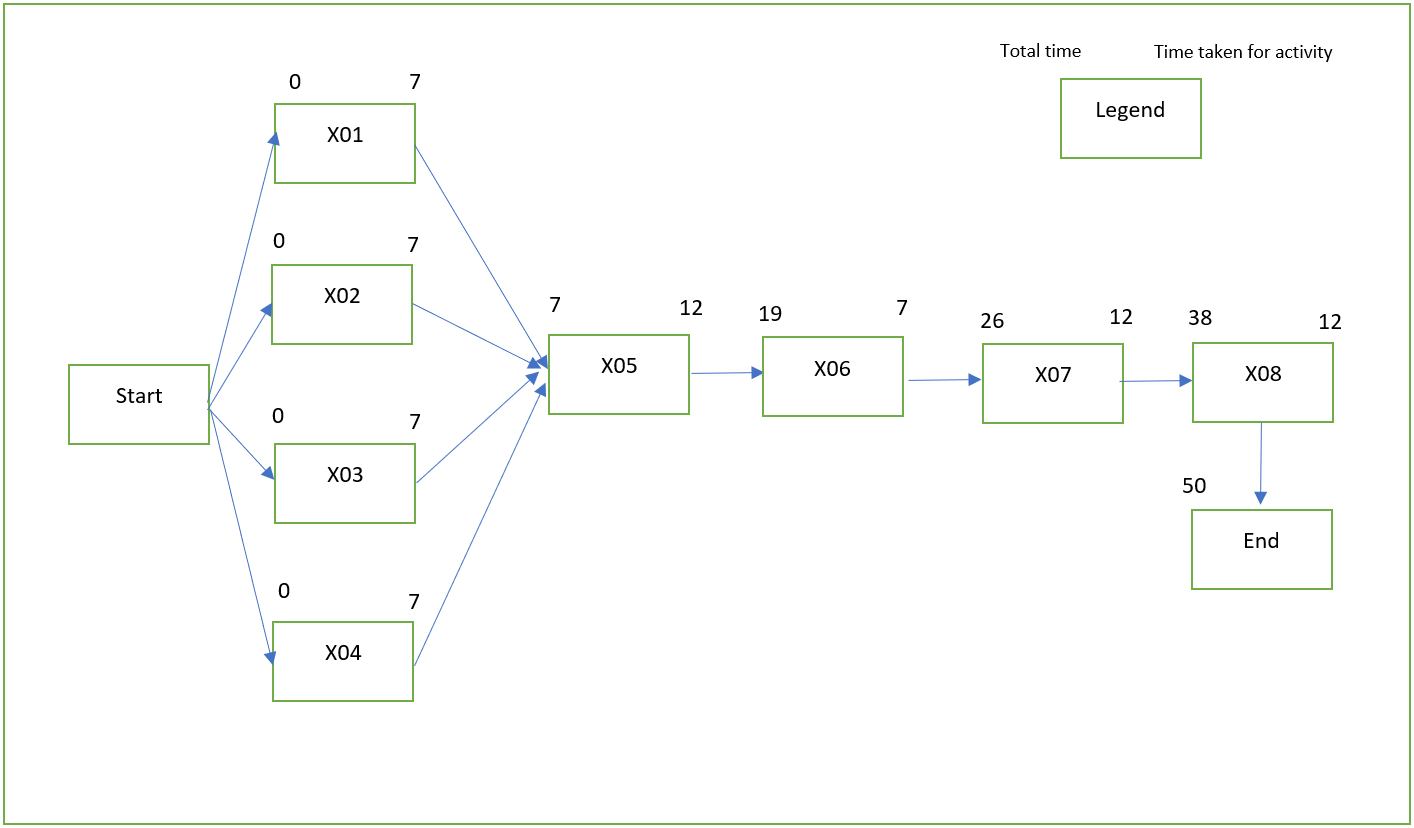 Total time Time taken for activity
Legend
0 7
X01
0 7
X02
0 7
X03
0 7
X04
Start
7 12
X05
19 7
X06
26 12
X07
38 12
X08
50
End